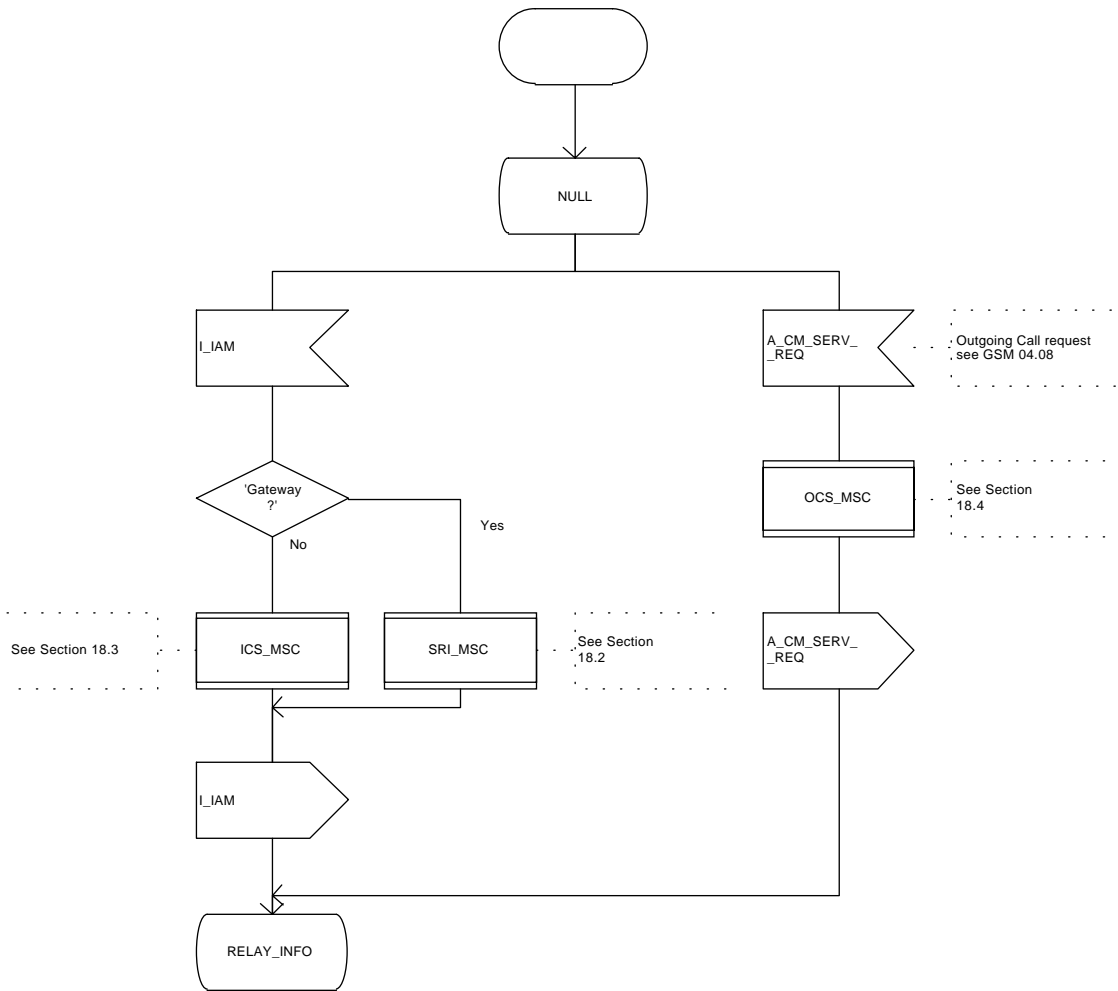 NULL
I_IAM
A_CM_SERV_
_REQ
Outgoing Call request
see GSM 04.08
'Gateway
?'
Yes
No
OCS_MSC
See Section
18.4
See Section 18.3
ICS_MSC
SRI_MSC
See Section
18.2
A_CM_SERV_
_REQ
I_IAM
RELAY_INFO